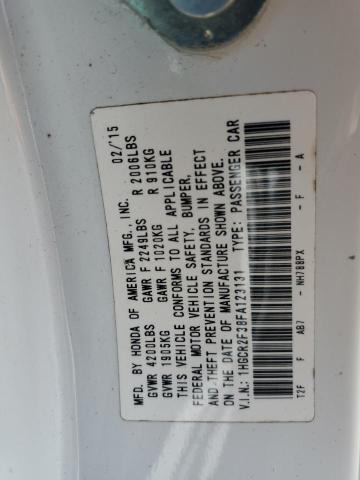 MFD. BY HONDA OF AMERICA MFG., INC. 02/'15
GVWR 4200LBS GAWR F 2249LBS R 2006LBS
GVWR 1905KG GAWR F 1020KG R 910KG
THIS VEHICLE CONFORMS TO ALL APPLICABLE
FEDERAL MOTOR VEHICLE SAFETY, BUMPER,
AND THEFT PREVENTION STANDARDS IN EFFECT
ON THE DATE OF MANUFACTURE SHOWN ABOVE.
V.I.N.: 1HGCR2F38FA123131 TYPE: PASSENGER CAR
T2F F AB7 - NH788PX - F - A